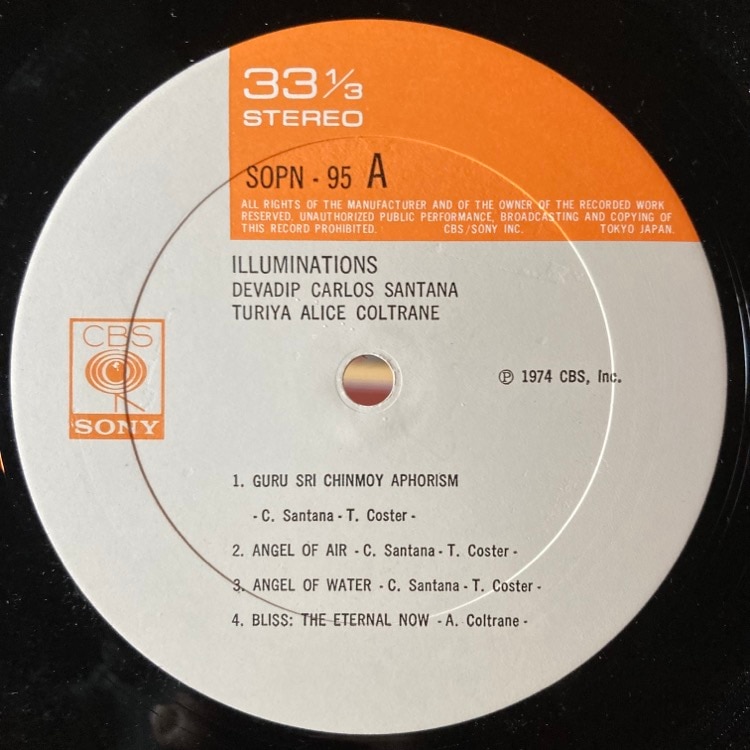 33 1/3
STEREO
SOPN - 95 A
ALL RIGHTS OF THE MANUFACTURER AND OF THE OWNER OF THE RECORDED WORK
RESERVED. UNAUTHORIZED PUBLIC PERFORMANCE, BROADCASTING AND COPYING OF
THIS RECORD PROHIBITED. CBS/SONY INC. TOKYO JAPAN.
ILLUMINATIONS
DEVADIP CARLOS SANTANA
TURIYA ALICE COLTRANE
CBS
SONY
℗ 1974 CBS, Inc.
1. GURU SRI CHINMOY APHORISM
- C. Santana - T. Coster -
2. ANGEL OF AIR - C. Santana - T. Coster -
3. ANGEL OF WATER - C. Santana - T. Coster -
4. BLISS: THE ETERNAL NOW - A. Coltrane -